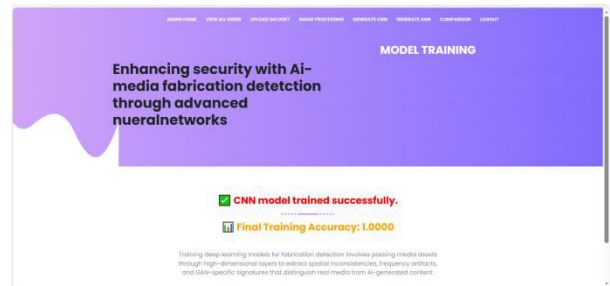 ADMIN HOME VIEW ALL USERS UPLOAD DATASET IMAGE PROCESSING GENERATE CNN GENERATE ANN COMPARISON LOGOUT
MODEL TRAINING
Enhancing security with Ai-
media fabrication detetction
through advanced
nueralnetworks
✅ CNN model trained successfully.
📊 Final Training Accuracy: 1.0000
Training deep learning models for fabrication detection involves passing media assets
through high-dimensional layers to extract spatial inconsistencies, frequency artifacts,
and GAN-specific signatures that distinguish real media from AI-generated content.